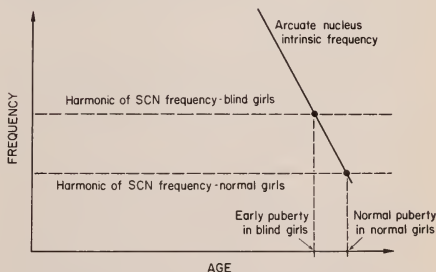 Arcuate nucleus
intrinsic frequency
Harmonic of SCN frequency-blind girls
Harmonic of SCN frequency-normal girls
Early puberty
in blind girls
Normal puberty
in normal girls
FREQUENCY
AGE